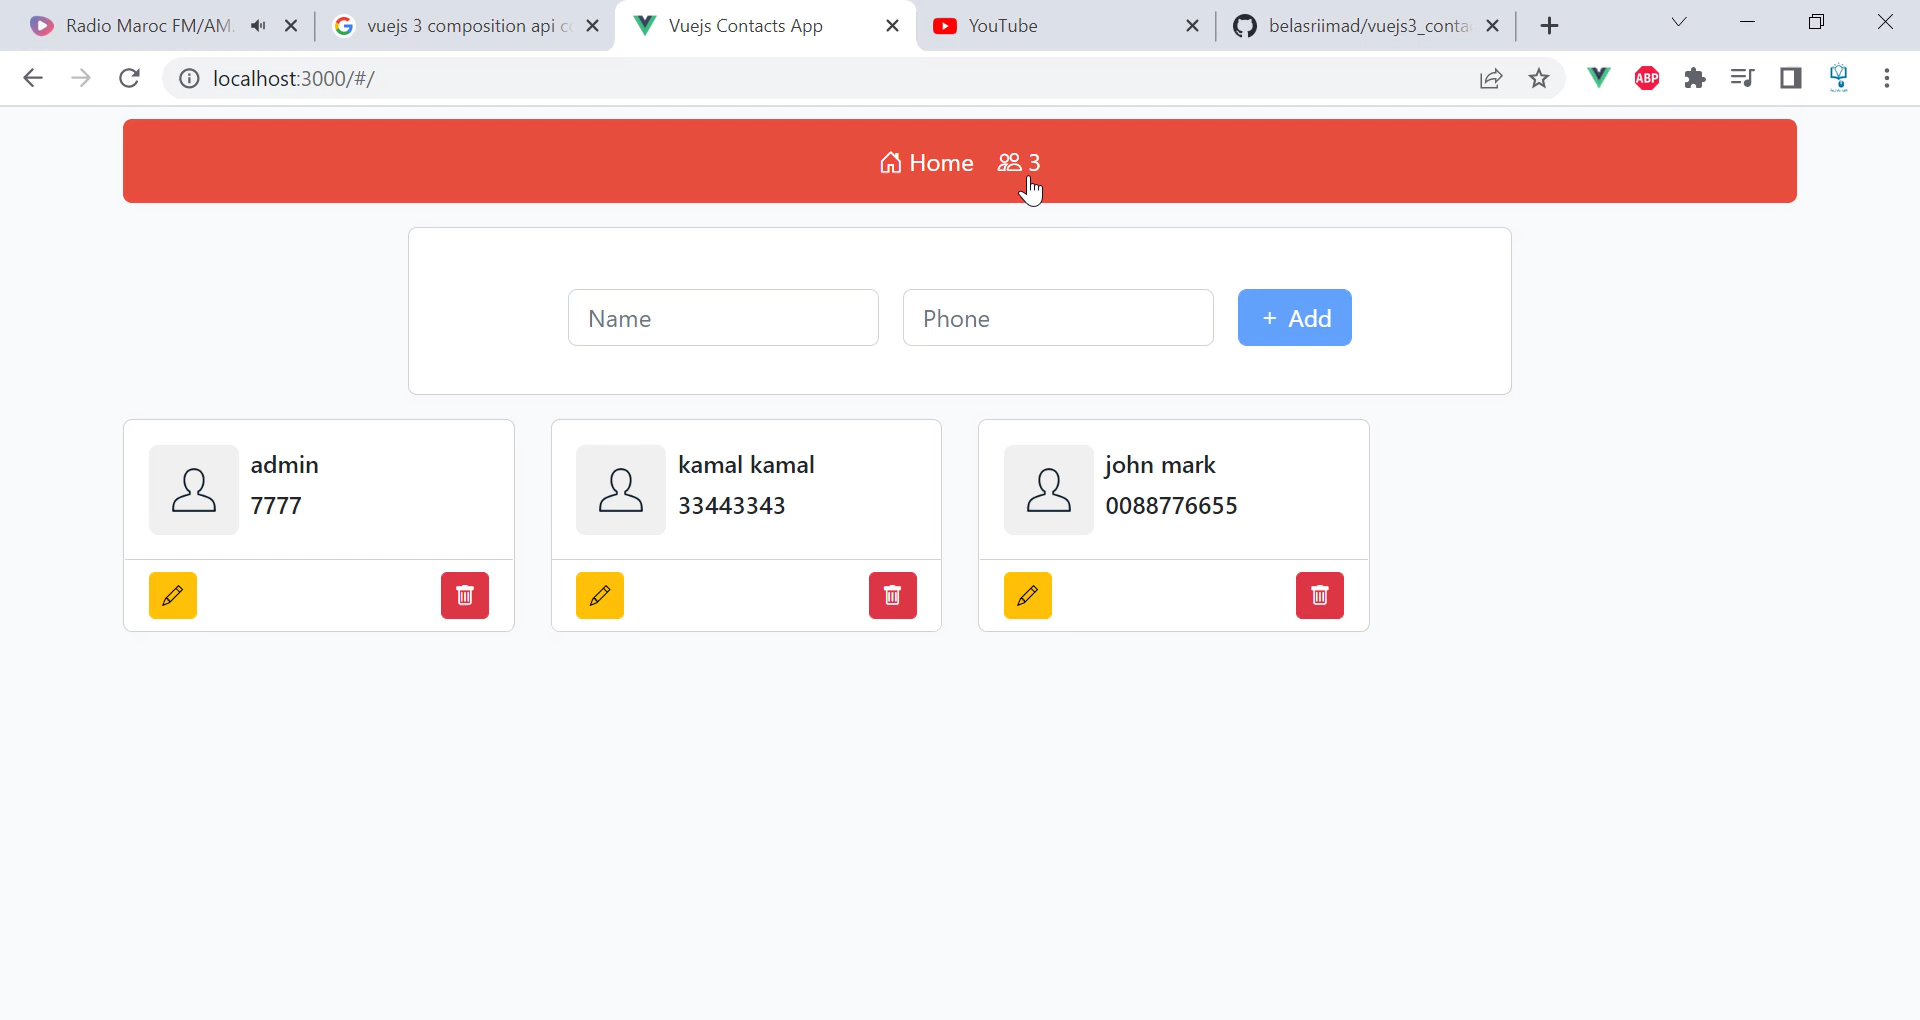 Radio Maroc FM/AM
vuejs 3 composition api
Vuejs Contacts App
YouTube
belasriimad/vuejs3_conta
localhost:3000/#/
ABP
Home 3
Name
Phone
+ Add
admin
7777
kamal kamal
33443343
john mark
0088776655